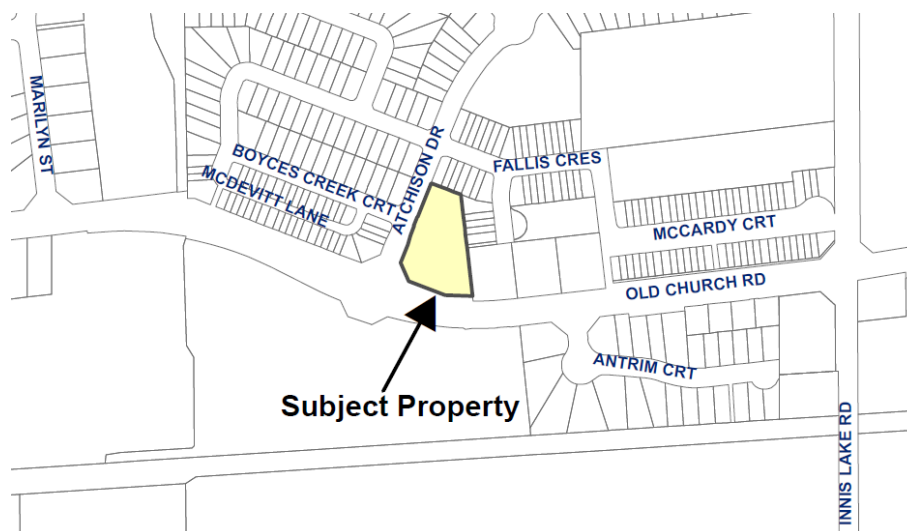 MARILYN ST
BOYCES CREEK CRT
MCDEVITT LANE
ATCHISON DR
FALLIS CRES
MCCARDY CRT
OLD CHURCH RD
ANTRIM CRT
Subject Property
INNIS LAKE RD